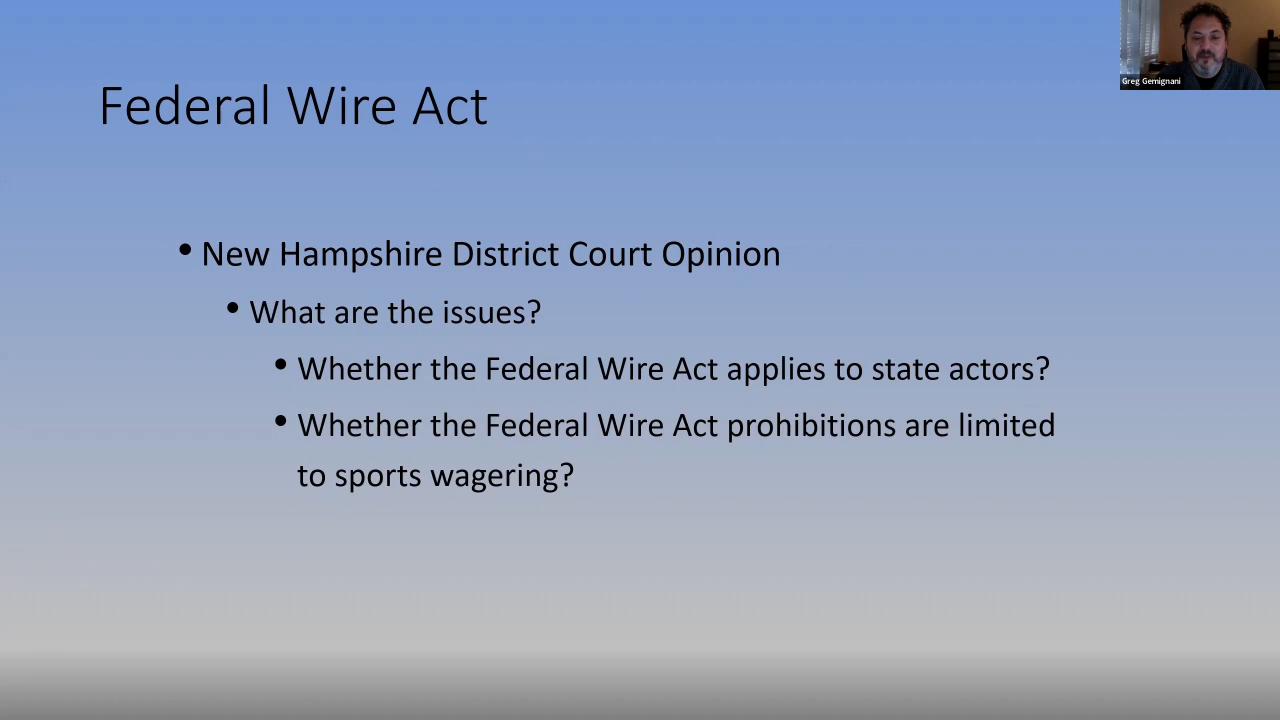 Greg Gemignani
Federal Wire Act
• New Hampshire District Court Opinion
• What are the issues?
• Whether the Federal Wire Act applies to state actors?
• Whether the Federal Wire Act prohibitions are limited
to sports wagering?